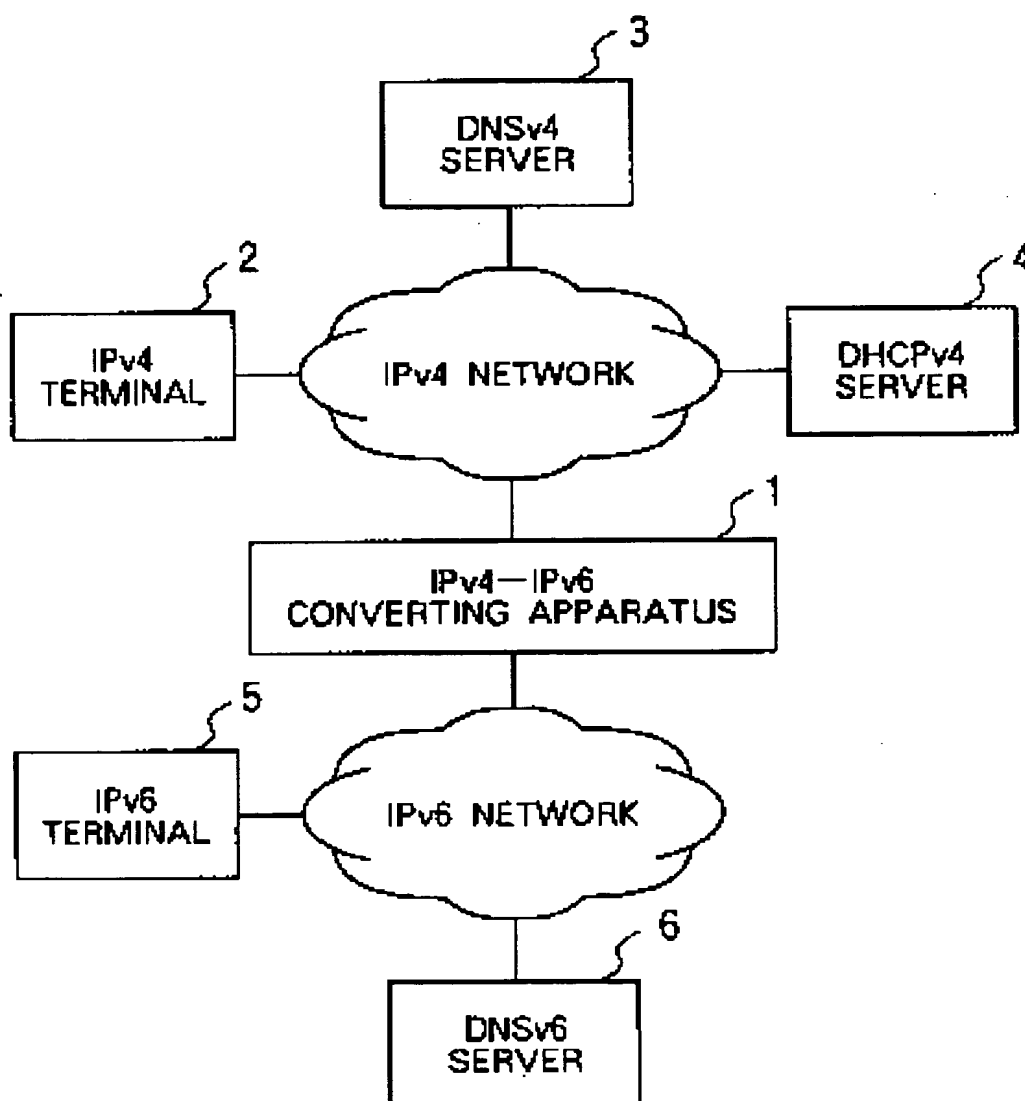 3
DNSv4
SERVER
2
4
IPv4
TERMINAL
IPv4 NETWORK
DHCPv4
SERVER
1
IPv4-IPv6
CONVERTING APPARATUS
5
IPv6
TERMINAL
IPv6 NETWORK
6
DNSv6
SERVER